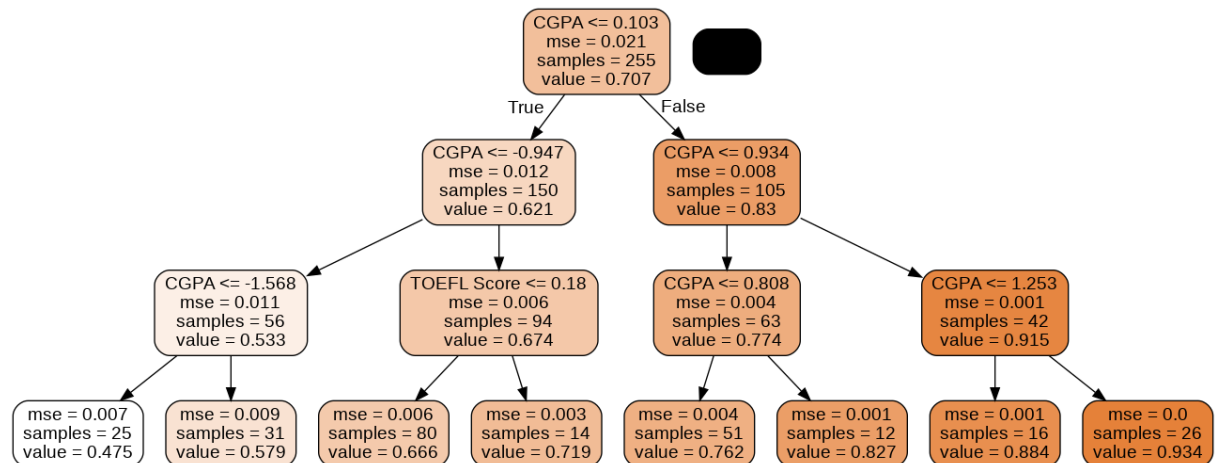 CGPA <= 0.103
mse = 0.021
samples = 255
value = 0.707
True
False
CGPA <= -0.947
mse = 0.012
samples = 150
value = 0.621
CGPA <= 0.934
mse = 0.008
samples = 105
value = 0.83
CGPA <= -1.568
mse = 0.011
samples = 56
value = 0.533
TOEFL Score <= 0.18
mse = 0.006
samples = 94
value = 0.674
CGPA <= 0.808
mse = 0.004
samples = 63
value = 0.774
CGPA <= 1.253
mse = 0.001
samples = 42
value = 0.915
mse = 0.007
samples = 25
value = 0.475
mse = 0.009
samples = 31
value = 0.579
mse = 0.006
samples = 80
value = 0.666
mse = 0.003
samples = 14
value = 0.719
mse = 0.004
samples = 51
value = 0.762
mse = 0.001
samples = 12
value = 0.827
mse = 0.001
samples = 16
value = 0.884
mse = 0.0
samples = 26
value = 0.934